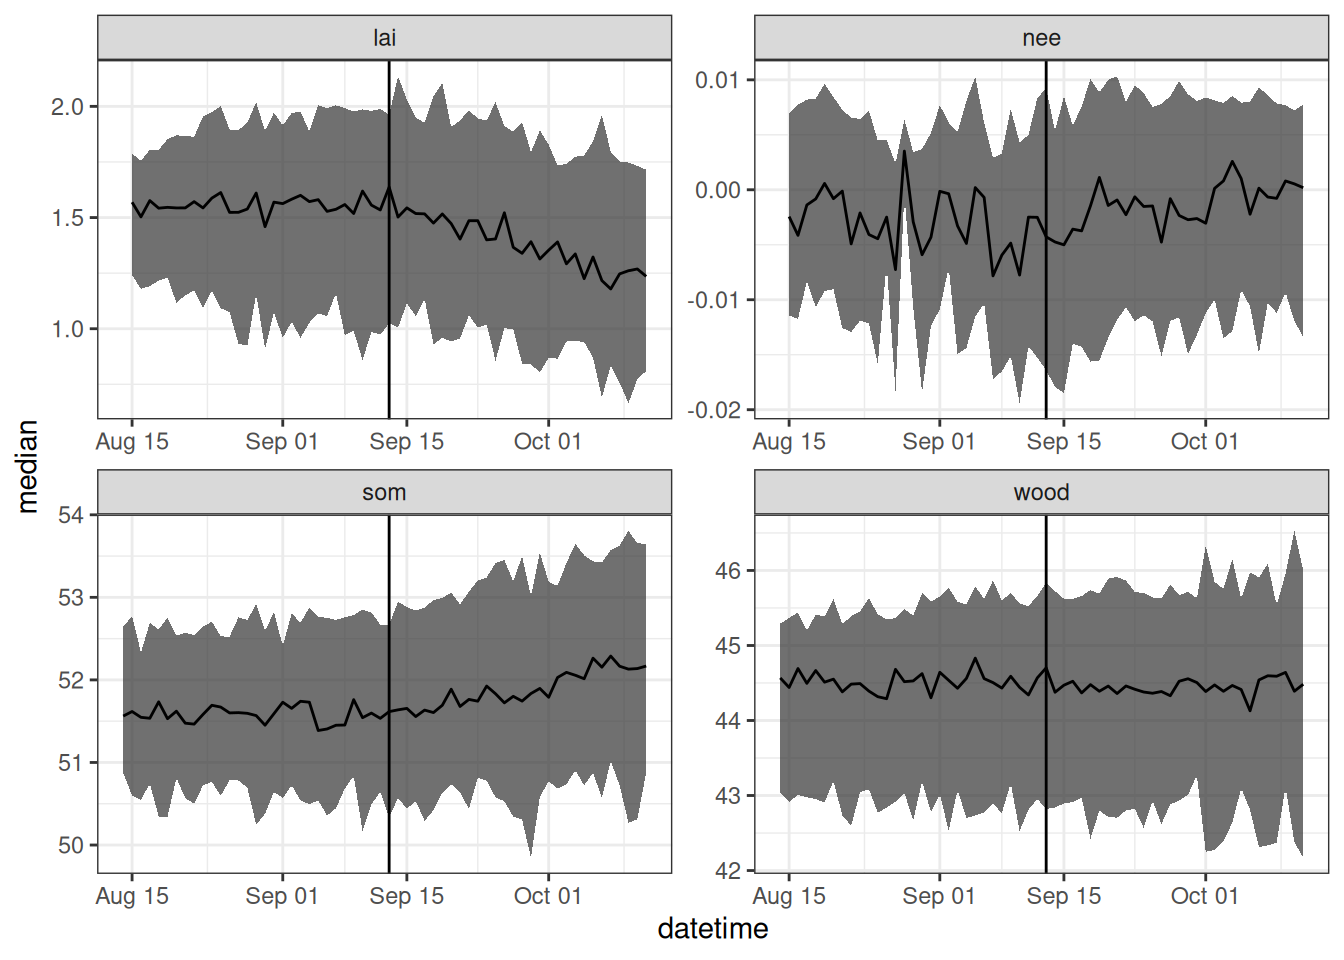 lai
nee
2.0
1.5
1.0
0.01
0.00
-0.01
-0.02
Aug 15 Sep 01 Sep 15 Oct 01
Aug 15 Sep 01 Sep 15 Oct 01
median
som
wood
54
53
52
51
50
46
45
44
43
42
Aug 15 Sep 01 Sep 15 Oct 01
Aug 15 Sep 01 Sep 15 Oct 01
datetime